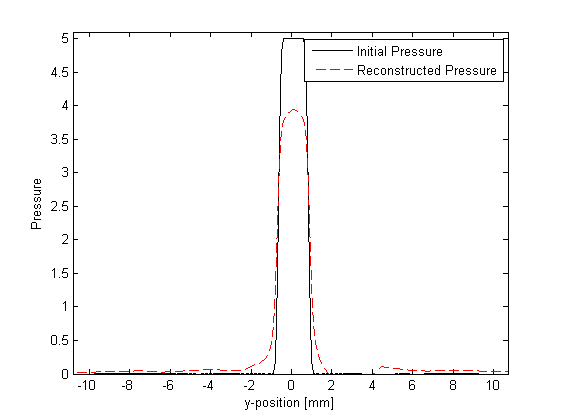 Initial Pressure
Reconstructed Pressure
5
4.5
4
3.5
3
2.5
2
1.5
1
0.5
0
Pressure
-10 -8 -6 -4 -2 0 2 4 6 8 10
y-position [mm]